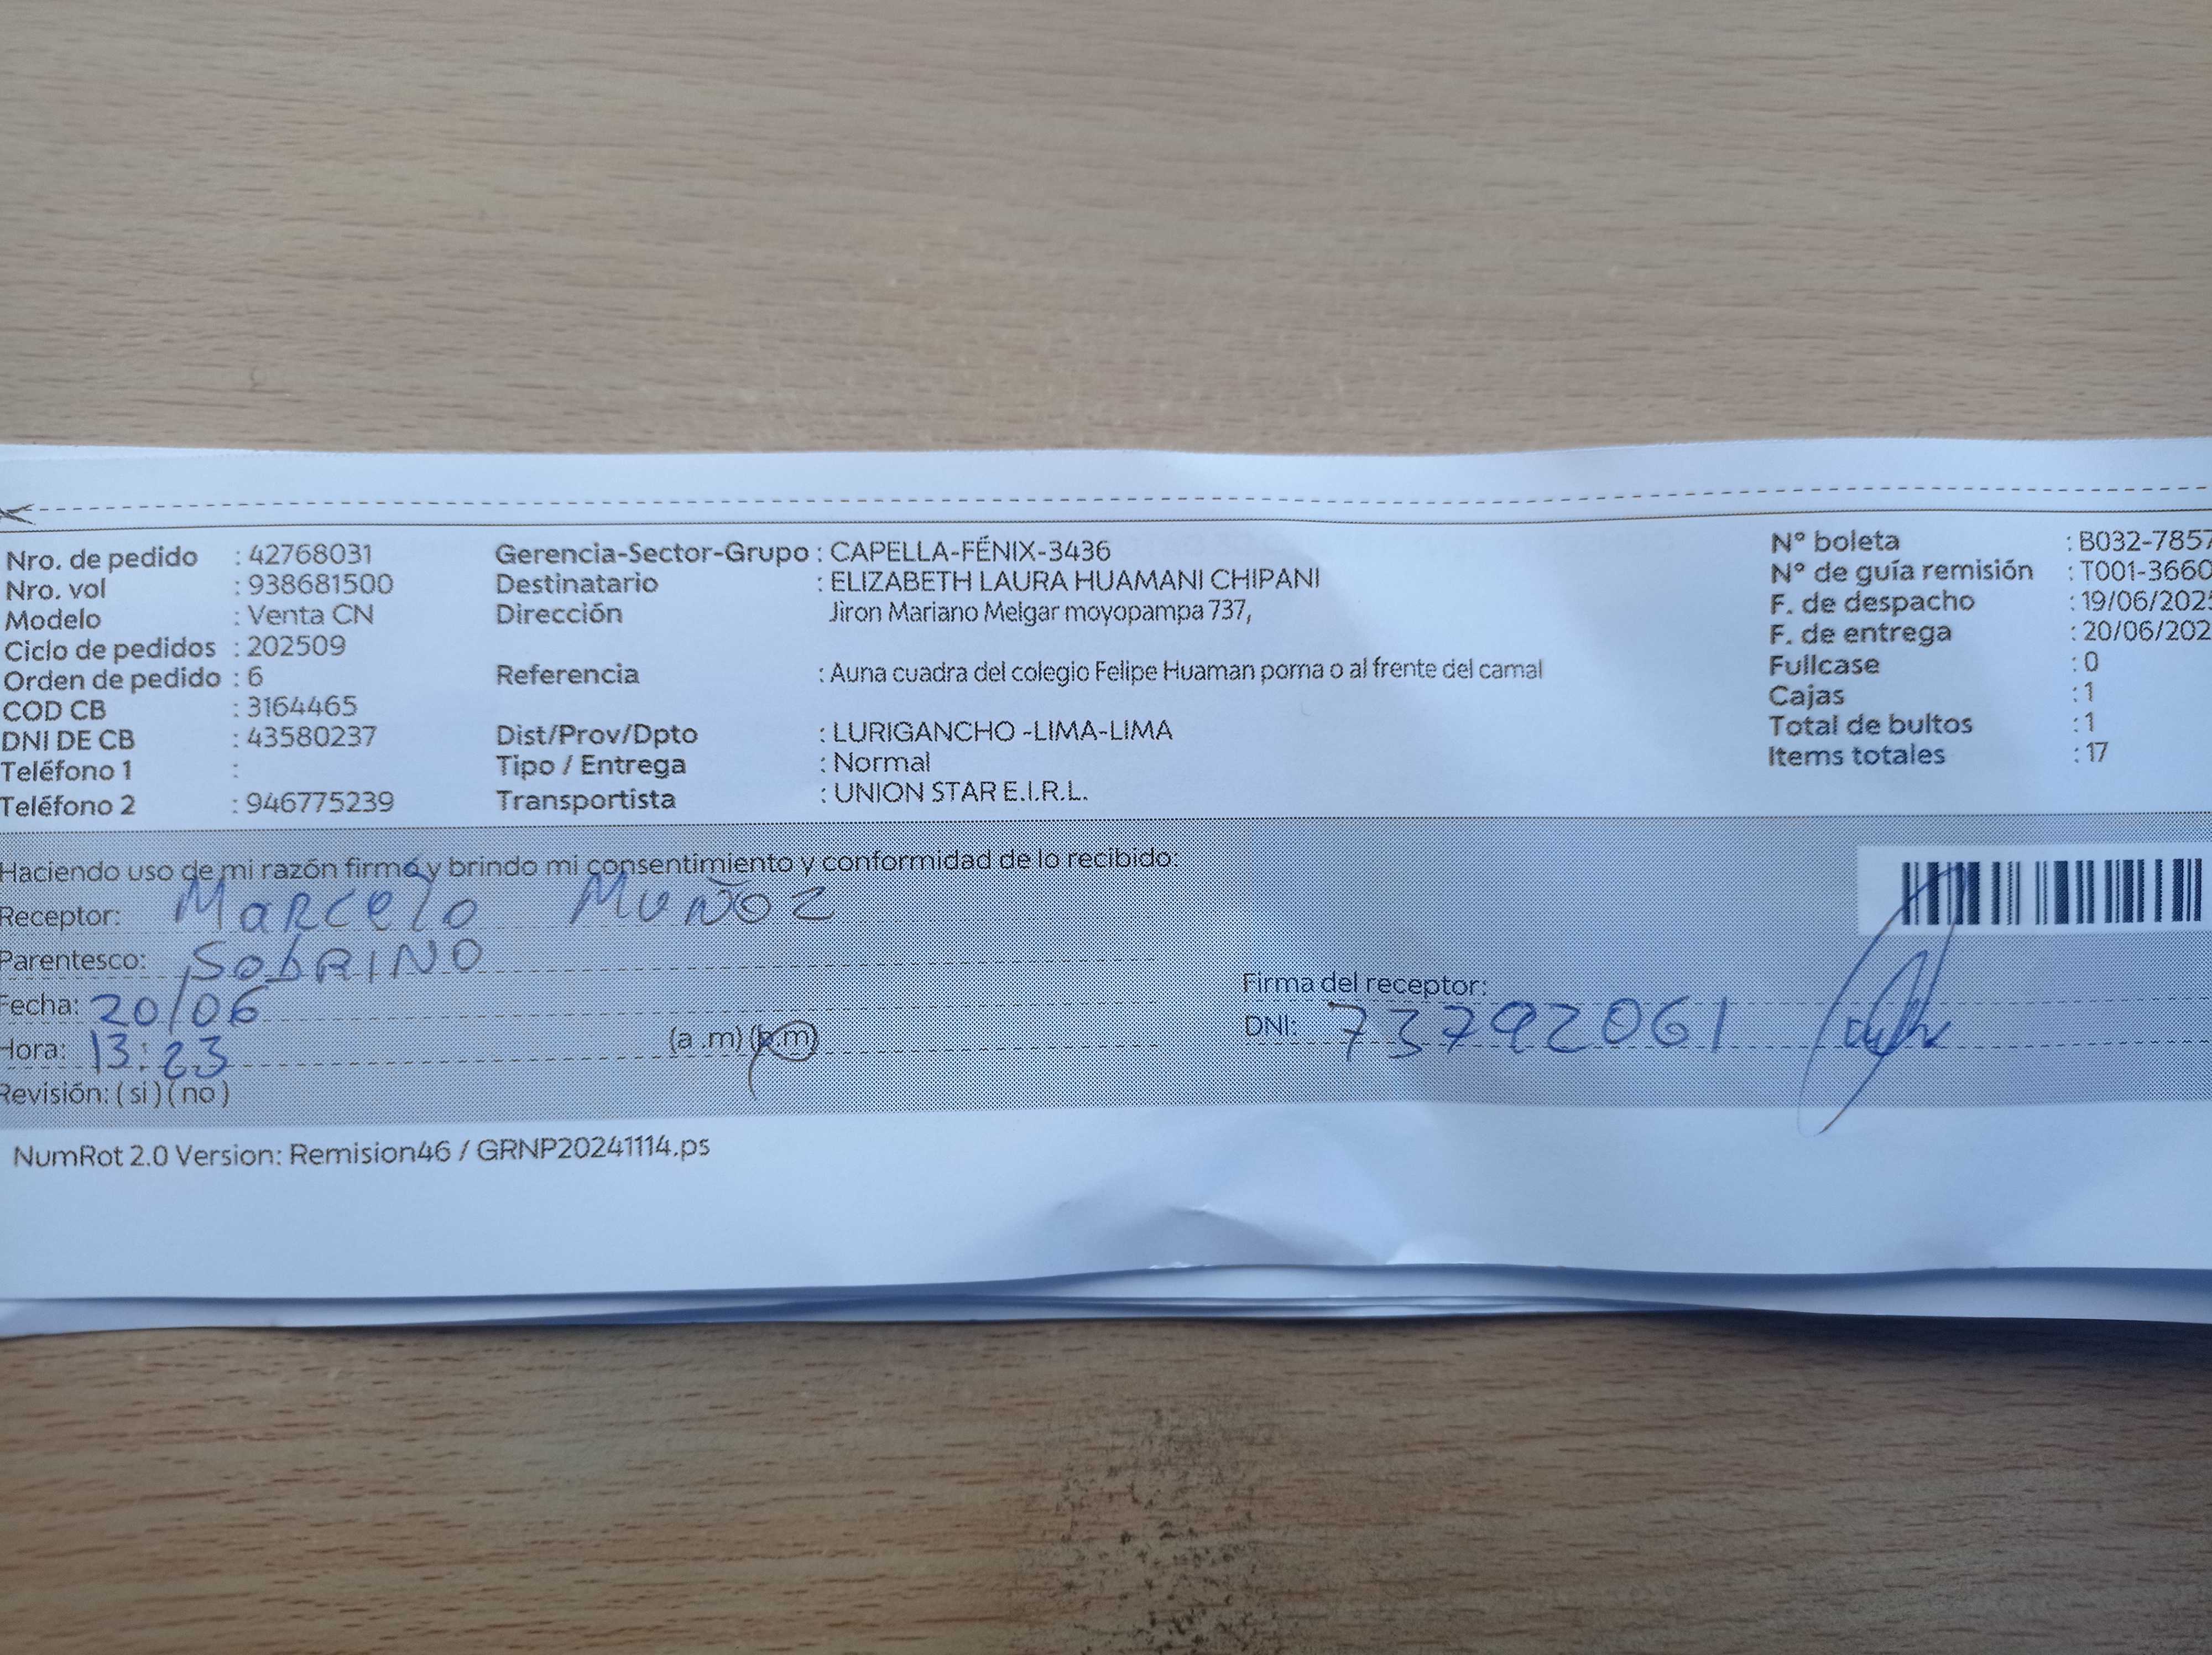 Nro. de pedido : 42768031 Gerencia-Sector-Grupo : CAPELLA-FÉNIX-3436 N° boleta : B032-7857
Nro. vol : 938681500 Destinatario : ELIZABETH LAURA HUAMANI CHIPANI N° de guía remisión : T001-3660
Modelo : Venta CN Dirección Jiron Mariano Melgar moyopampa 737, F. de despacho : 19/06/202
Ciclo de pedidos : 202509 F. de entrega : 20/06/202
Orden de pedido : 6 Referencia : Auna cuadra del colegio Felipe Huaman poma o al frente del camal Fullcase : 0
COD CB : 3164465 Cajas : 1
DNI DE CB : 43580237 Dist/Prov/Dpto : LURIGANCHO -LIMA-LIMA Total de bultos : 1
Teléfono 1 : Tipo / Entrega : Normal Items totales : 17
Teléfono 2 : 946775239 Transportista : UNION STAR E.I.R.L.
Haciendo uso de mi razón firmo y brindo mi consentimiento y conformidad de lo recibido:
Receptor: Marcelo Muñoz
Parentesco: SobRINO
Fecha: 20/06 Firma del receptor:
Hora: 13:23 (a .m) (p.m) DNI: 73792061
Revisión: ( si ) ( no )
NumRot 2.0 Version: Remision46 / GRNP20241114.ps